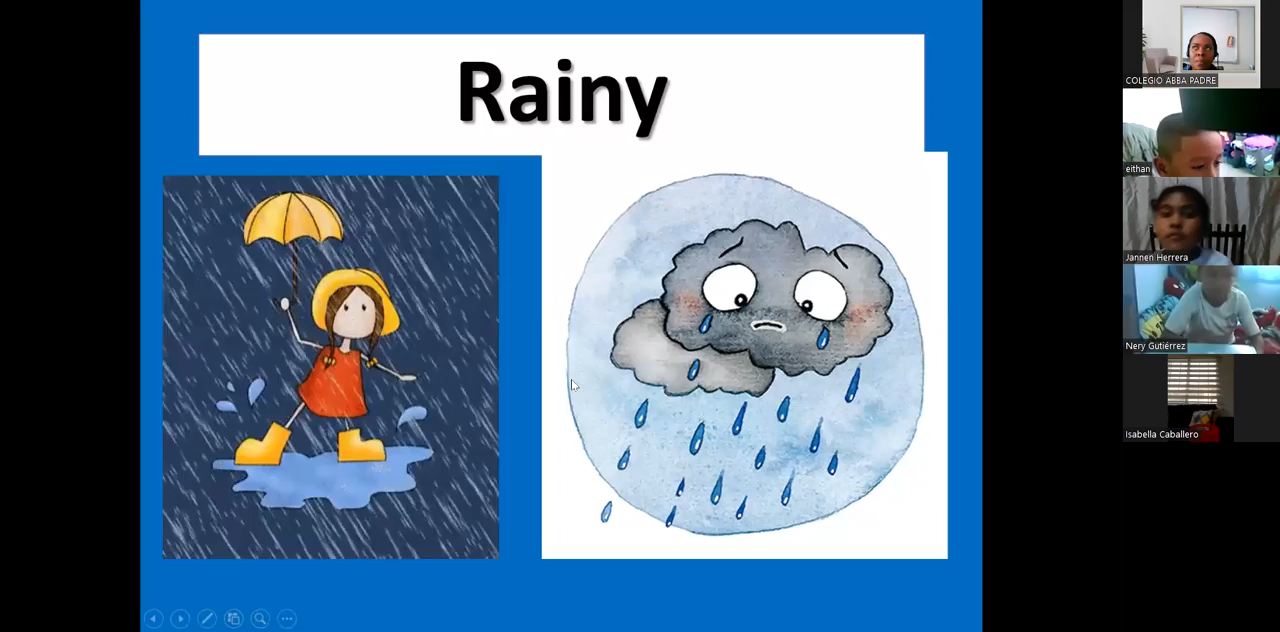 Rainy
COLEGIO ABBA PADRE
eithan
Jannen Herrera
Nery Gutiérrez
Isabella Caballero